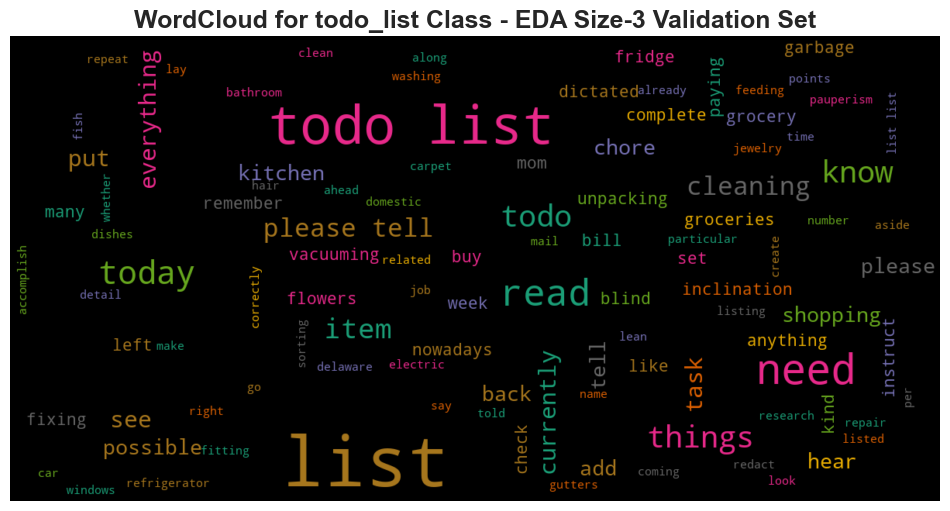 WordCloud for todo_list Class - EDA Size-3 Validation Set
repeat
lay
everything
clean
along
washing
bathroom
fridge
garbage
dictated
already
paying
feeding
points
pauperism
complete
grocery
time
list list
fish
todo list
put
kitchen
hair
carpet
mom
chore
jewelry
know
cleaning
whether
remember
ahead
domestic
unpacking
many
please tell
todo
groceries
number
aside
dishes
mail
bill
particular
create
accomplish
today
vacuuming
related
buy
set
please
detail
correctly
flowers
job
week
read
blind
inclination
listing
shopping
item
sorting
lean
anything
instruct
left
make
nowadays
delaware
electric
tell
like
need
task
go
back
name
per
currently
right
say
told
kind
research
repair
listed
fixing
see
possible
fitting
list
check
things
hear
add
coming
redact
look
car
windows
refrigerator
gutters